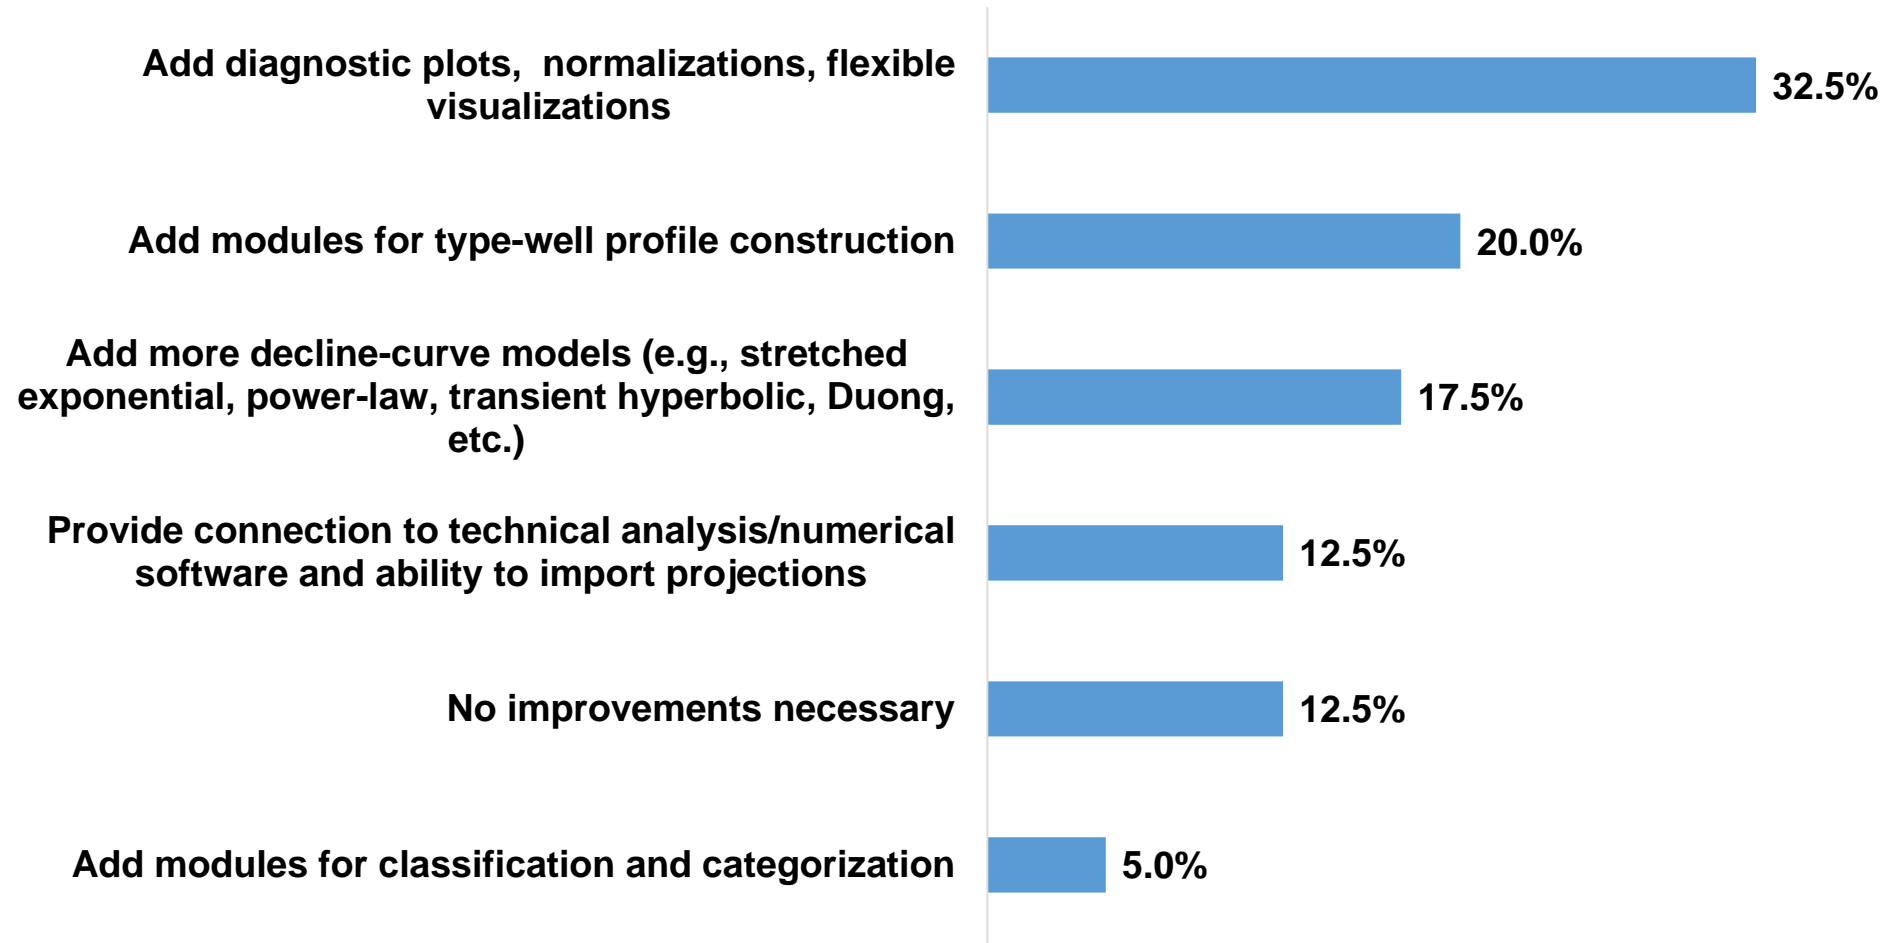 Add diagnostic plots,  normalizations, flexible
visualizations
32.5%
Add modules for type-well profile construction
20.0%
Add more decline-curve models (e.g., stretched
exponential, power-law, transient hyperbolic, Duong,
etc.)
17.5%
Provide connection to technical analysis/numerical
software and ability to import projections
12.5%
No improvements necessary
12.5%
Add modules for classification and categorization
5.0%